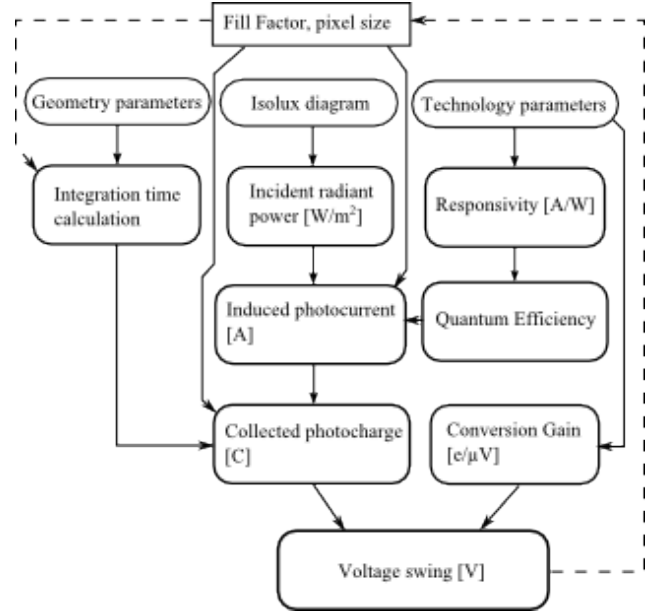 Fill Factor, pixel size
Geometry parameters
Isolux diagram
Technology parameters
Integration time
calculation
Incident radiant
power [W/m²]
Responsivity [A/W]
Induced photocurrent
[A]
Quantum Efficiency
Collected photocharge
[C]
Conversion Gain
[e/µV]
Voltage swing [V]